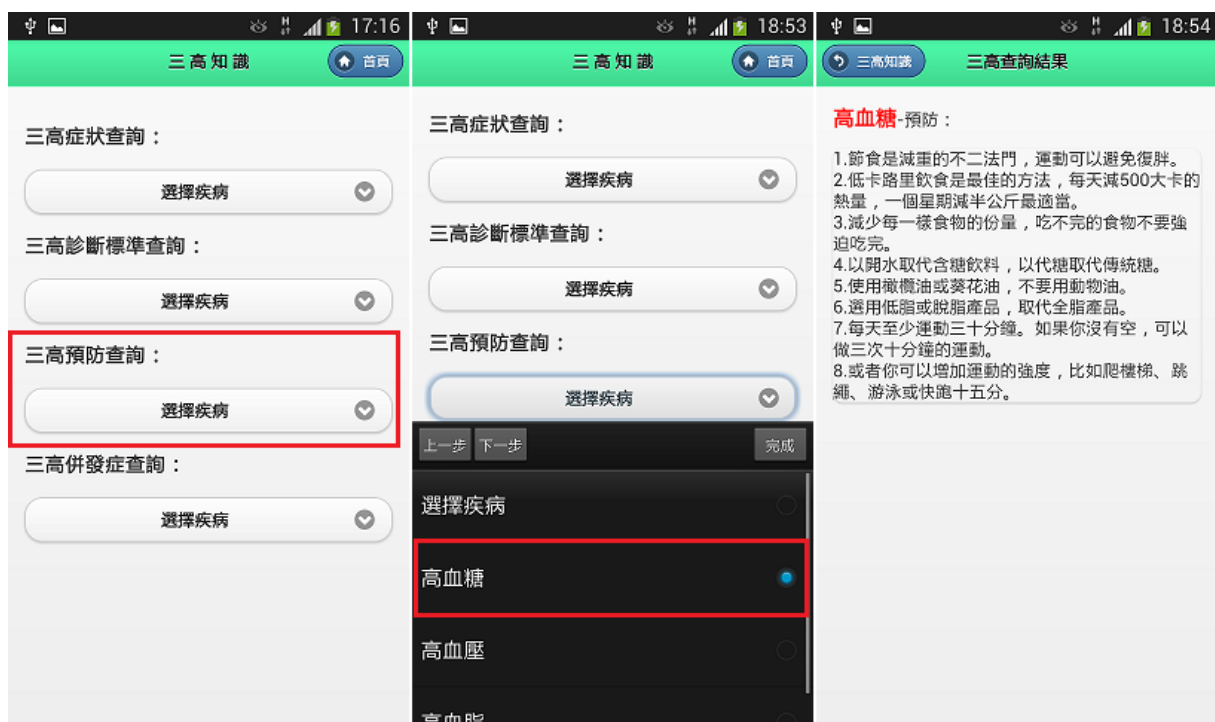 17:16
三高知識
首頁
三高症狀查詢：
選擇疾病
三高診斷標準查詢：
選擇疾病
三高預防查詢：
選擇疾病
三高併發症查詢：
選擇疾病
18:53
三高知識
首頁
三高症狀查詢：
選擇疾病
三高診斷標準查詢：
選擇疾病
三高預防查詢：
選擇疾病
上一步 下一步 完成
選擇疾病
高血糖
高血壓
高血脂
18:54
三高知識
三高查詢結果
高血糖-預防：
1.節食是減重的不二法門，運動可以避免復胖。
2.低卡路里飲食是最佳的方法，每天減500大卡的
熱量，一個星期減半公斤最適當。
3.減少每一樣食物的份量，吃不完的食物不要強
迫吃完。
4.以開水取代含糖飲料，以代糖取代傳統糖。
5.使用橄欖油或葵花油，不要用動物油。
6.選用低脂或脫脂產品，取代全脂產品。
7.每天至少運動三十分鐘。如果你沒有空，可以
做三次十分鐘的運動。
8.或者你可以增加運動的強度，比如爬樓梯、跳
繩、游泳或快跑十五分。